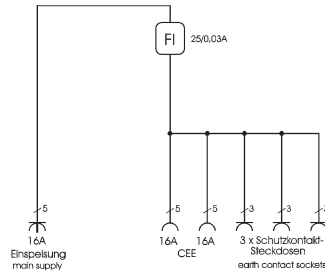 FI
25/0,03A
5
5
5
3
3
3
16A
16A
16A
3 x Schutzkontakt-
Steckdosen
Einspeisung
main supply
CEE
earth contact sockets